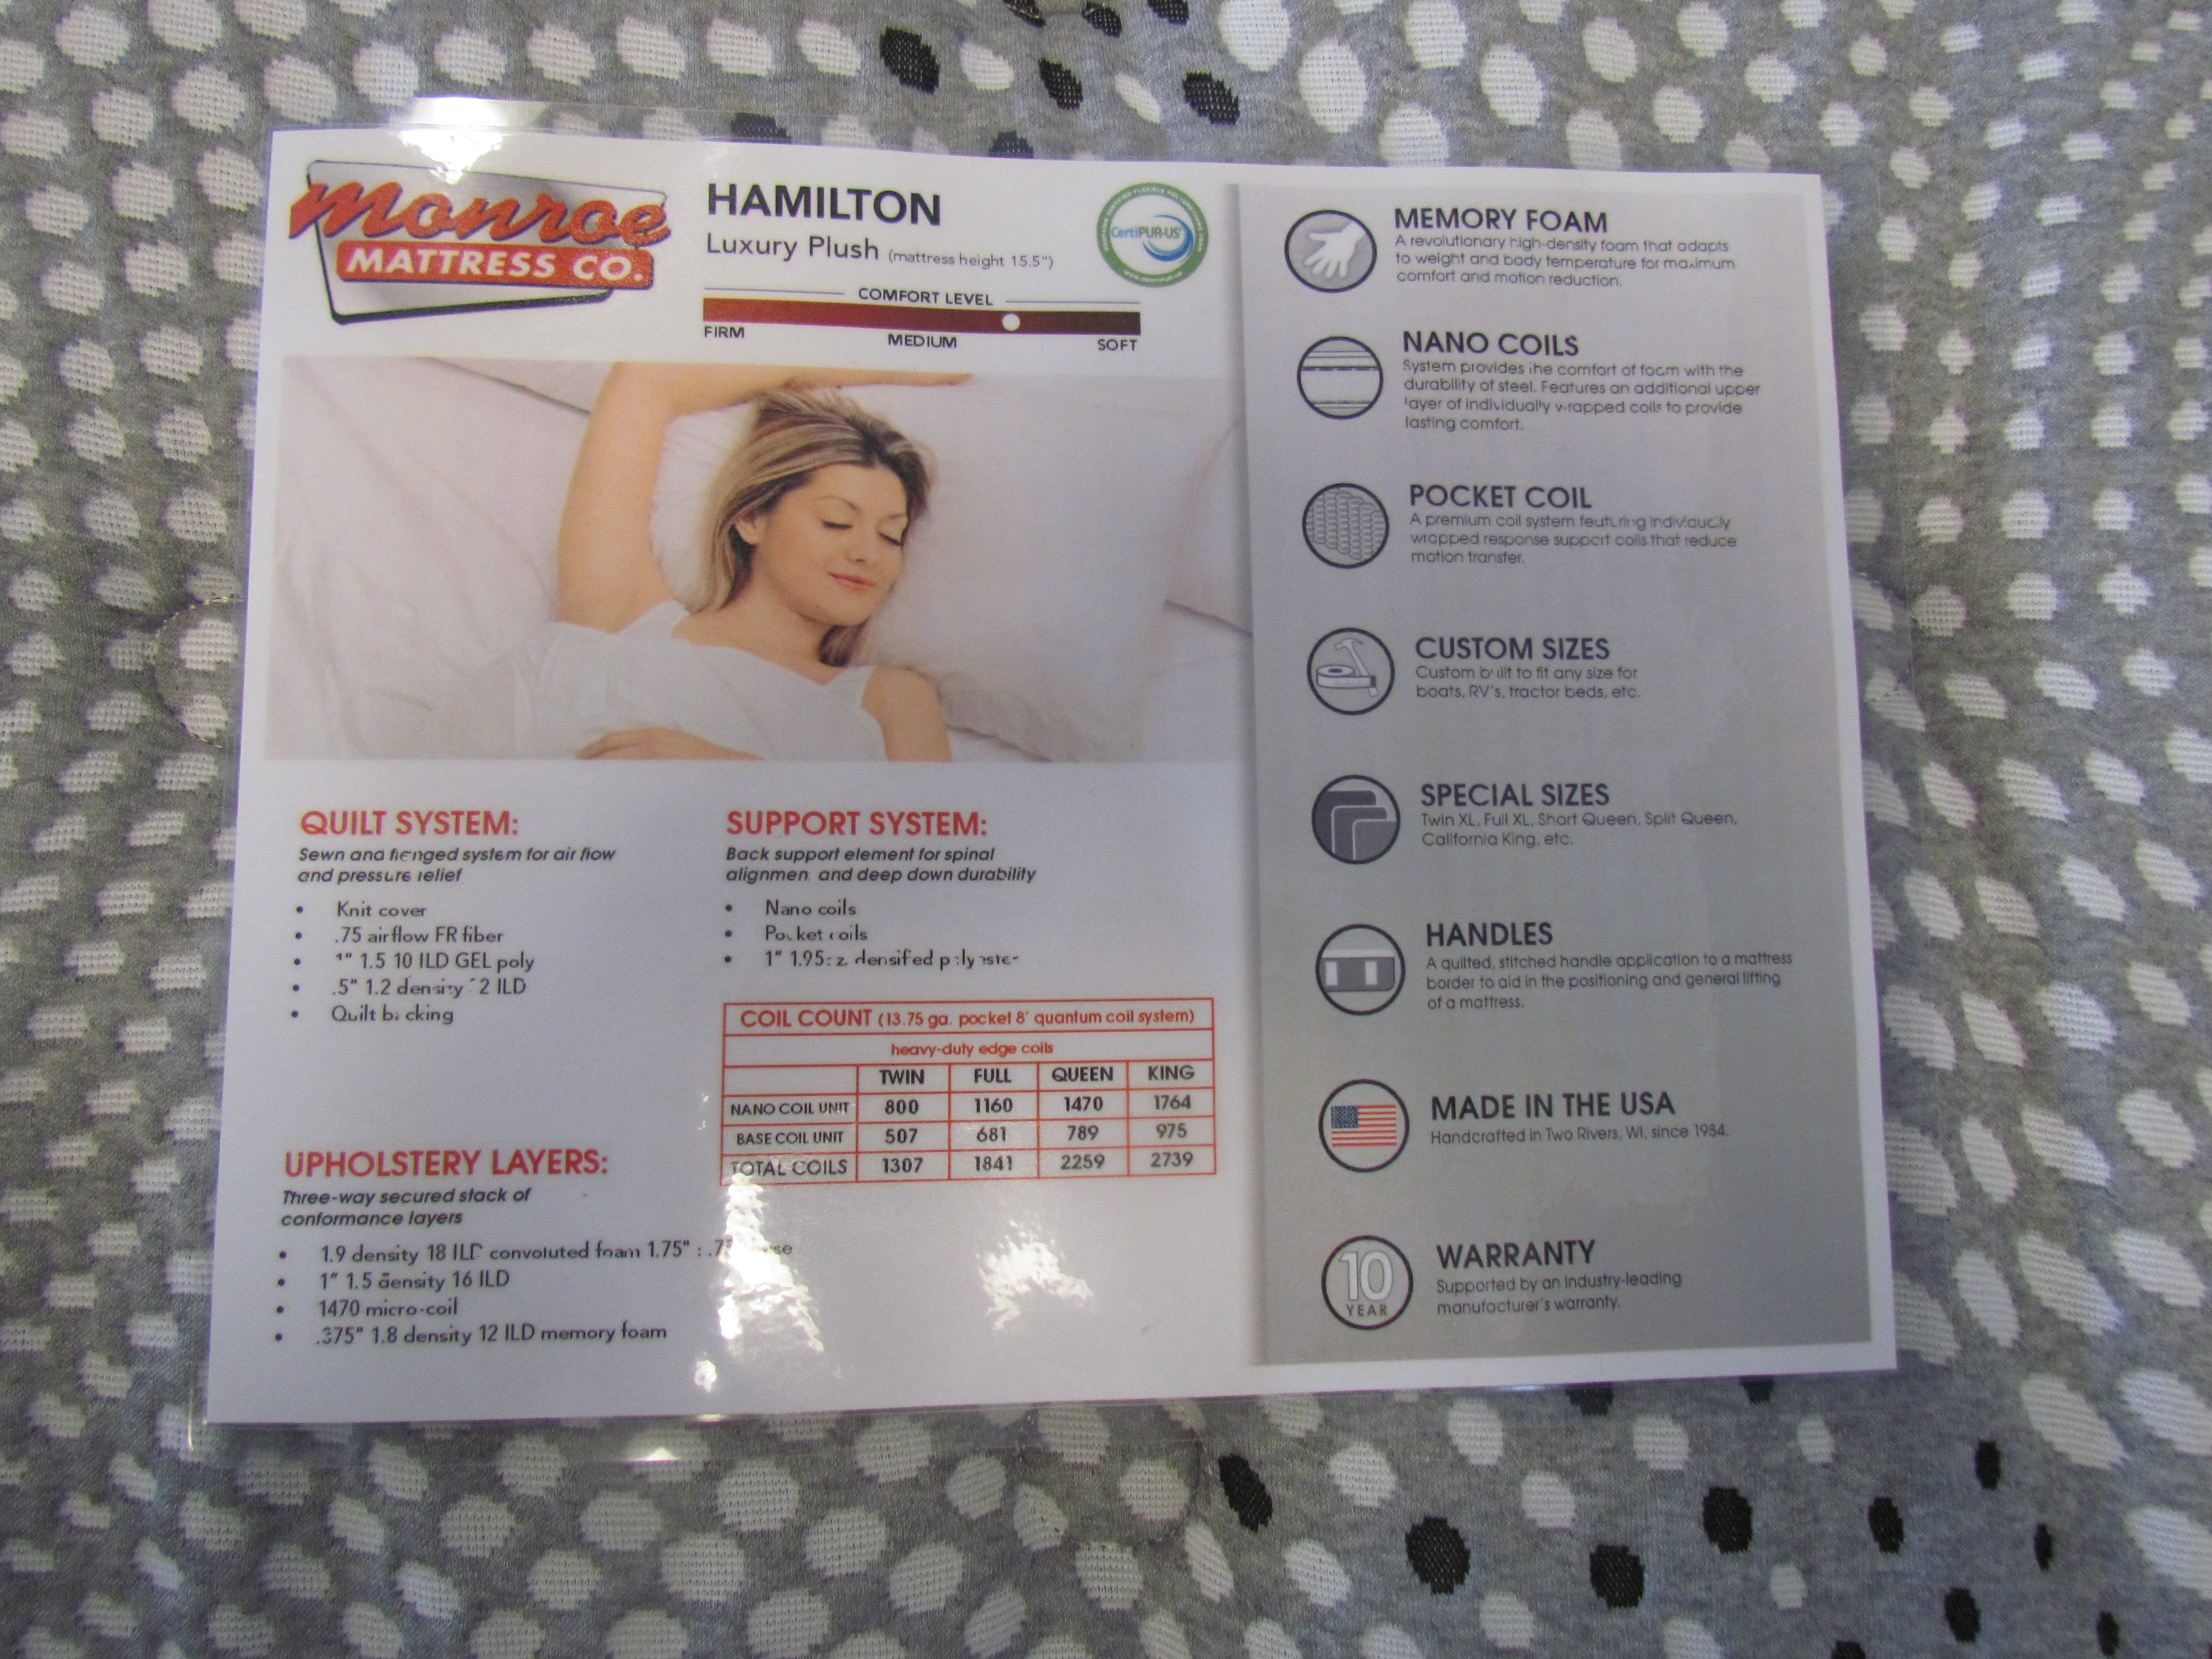 Monroe
MATTRESS CO.
HAMILTON
Luxury Plush (mattress height 15.5")
CertiPUR-US
COMFORT LEVEL
FIRM
MEDIUM
SOFT
QUILT SYSTEM:
Sewn and flanged system for air flow
and pressure relief
• Knit cover
• .75 airflow FR fiber
• 1" 1.5 10 ILD GEL poly
• .5" 1.2 density 12 ILD
• Quilt backing
UPHOLSTERY LAYERS:
Three-way secured stack of
conformance layers
• 1.9 density 18 ILD convoluted foam 1.75"
• 1" 1.5 density 16 ILD
• 1470 micro-coil
• .375" 1.8 density 12 ILD memory foam
SUPPORT SYSTEM:
Back support element for spinal
alignmen and deep down durability
• Nano coils
• Pocket coils
• 1" 1.95 z. densified polyester
COIL COUNT (13.75 ga. pocket 8" quantum coil system)
heavy-duty edge coils
TWIN FULL QUEEN KING
NANO COIL UNIT 800 1160 1470 1764
BASE COIL UNIT 507 681 789 975
TOTAL COILS 1307 1841 2259 2739
MEMORY FOAM
A revolutionary high-density foam that adapts
to weight and body temperature for maximum
comfort and motion reduction.
NANO COILS
System provides the comfort of foam with the
durability of steel. Features an additional upper
layer of individually wrapped coils to provide
lasting comfort.
POCKET COIL
A premium coil system featuring individually
wrapped response support coils that reduce
motion transfer.
CUSTOM SIZES
Custom built to fit any size for
boats, RV's, tractor beds, etc.
SPECIAL SIZES
Twin XL, Full XL, Short Queen, Split Queen,
California King, etc.
HANDLES
A quilted, stitched handle application to a mattress
border to aid in the positioning and general lifting
of a mattress.
MADE IN THE USA
Handcrafted in Two Rivers, WI, since 1984.
10
YEAR
WARRANTY
Supported by an industry-leading
manufacturer's warranty.